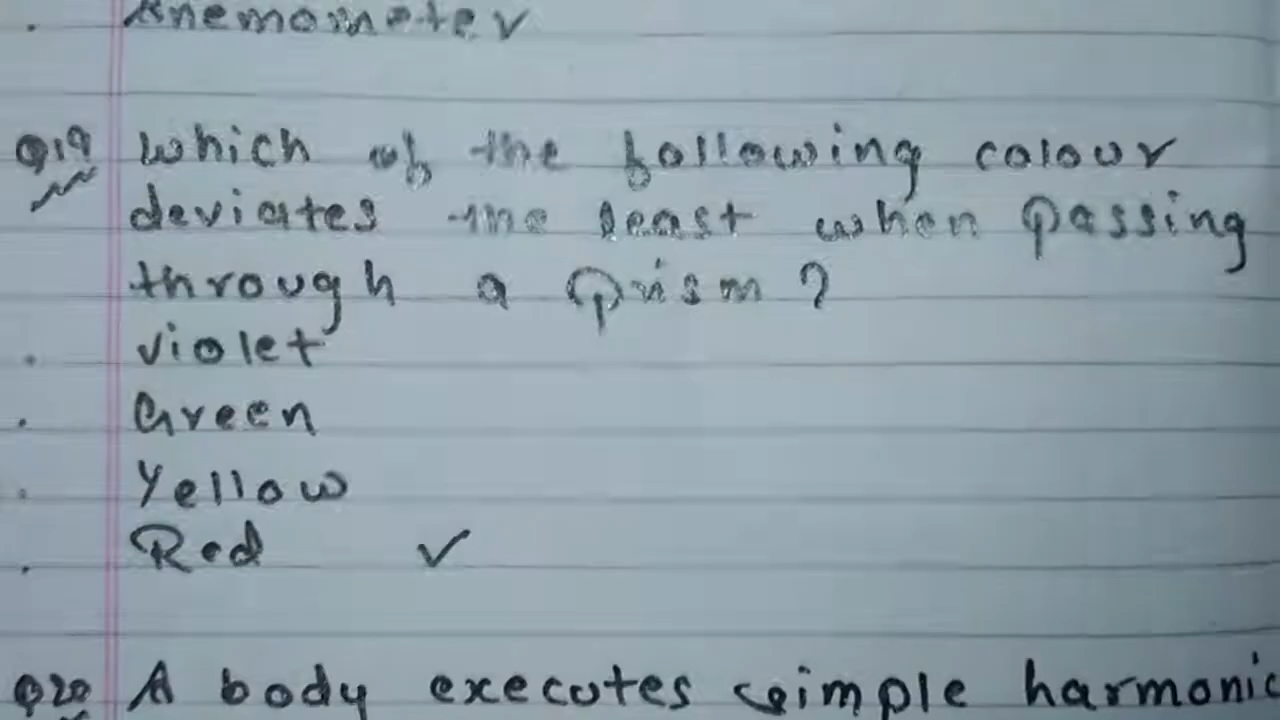 . Anemometer
Q19 Which of the following colour
deviates the least when passing
through a prism?
. violet
. Green
. Yellow
. Red ✓
Q20 A body executes simple harmonic